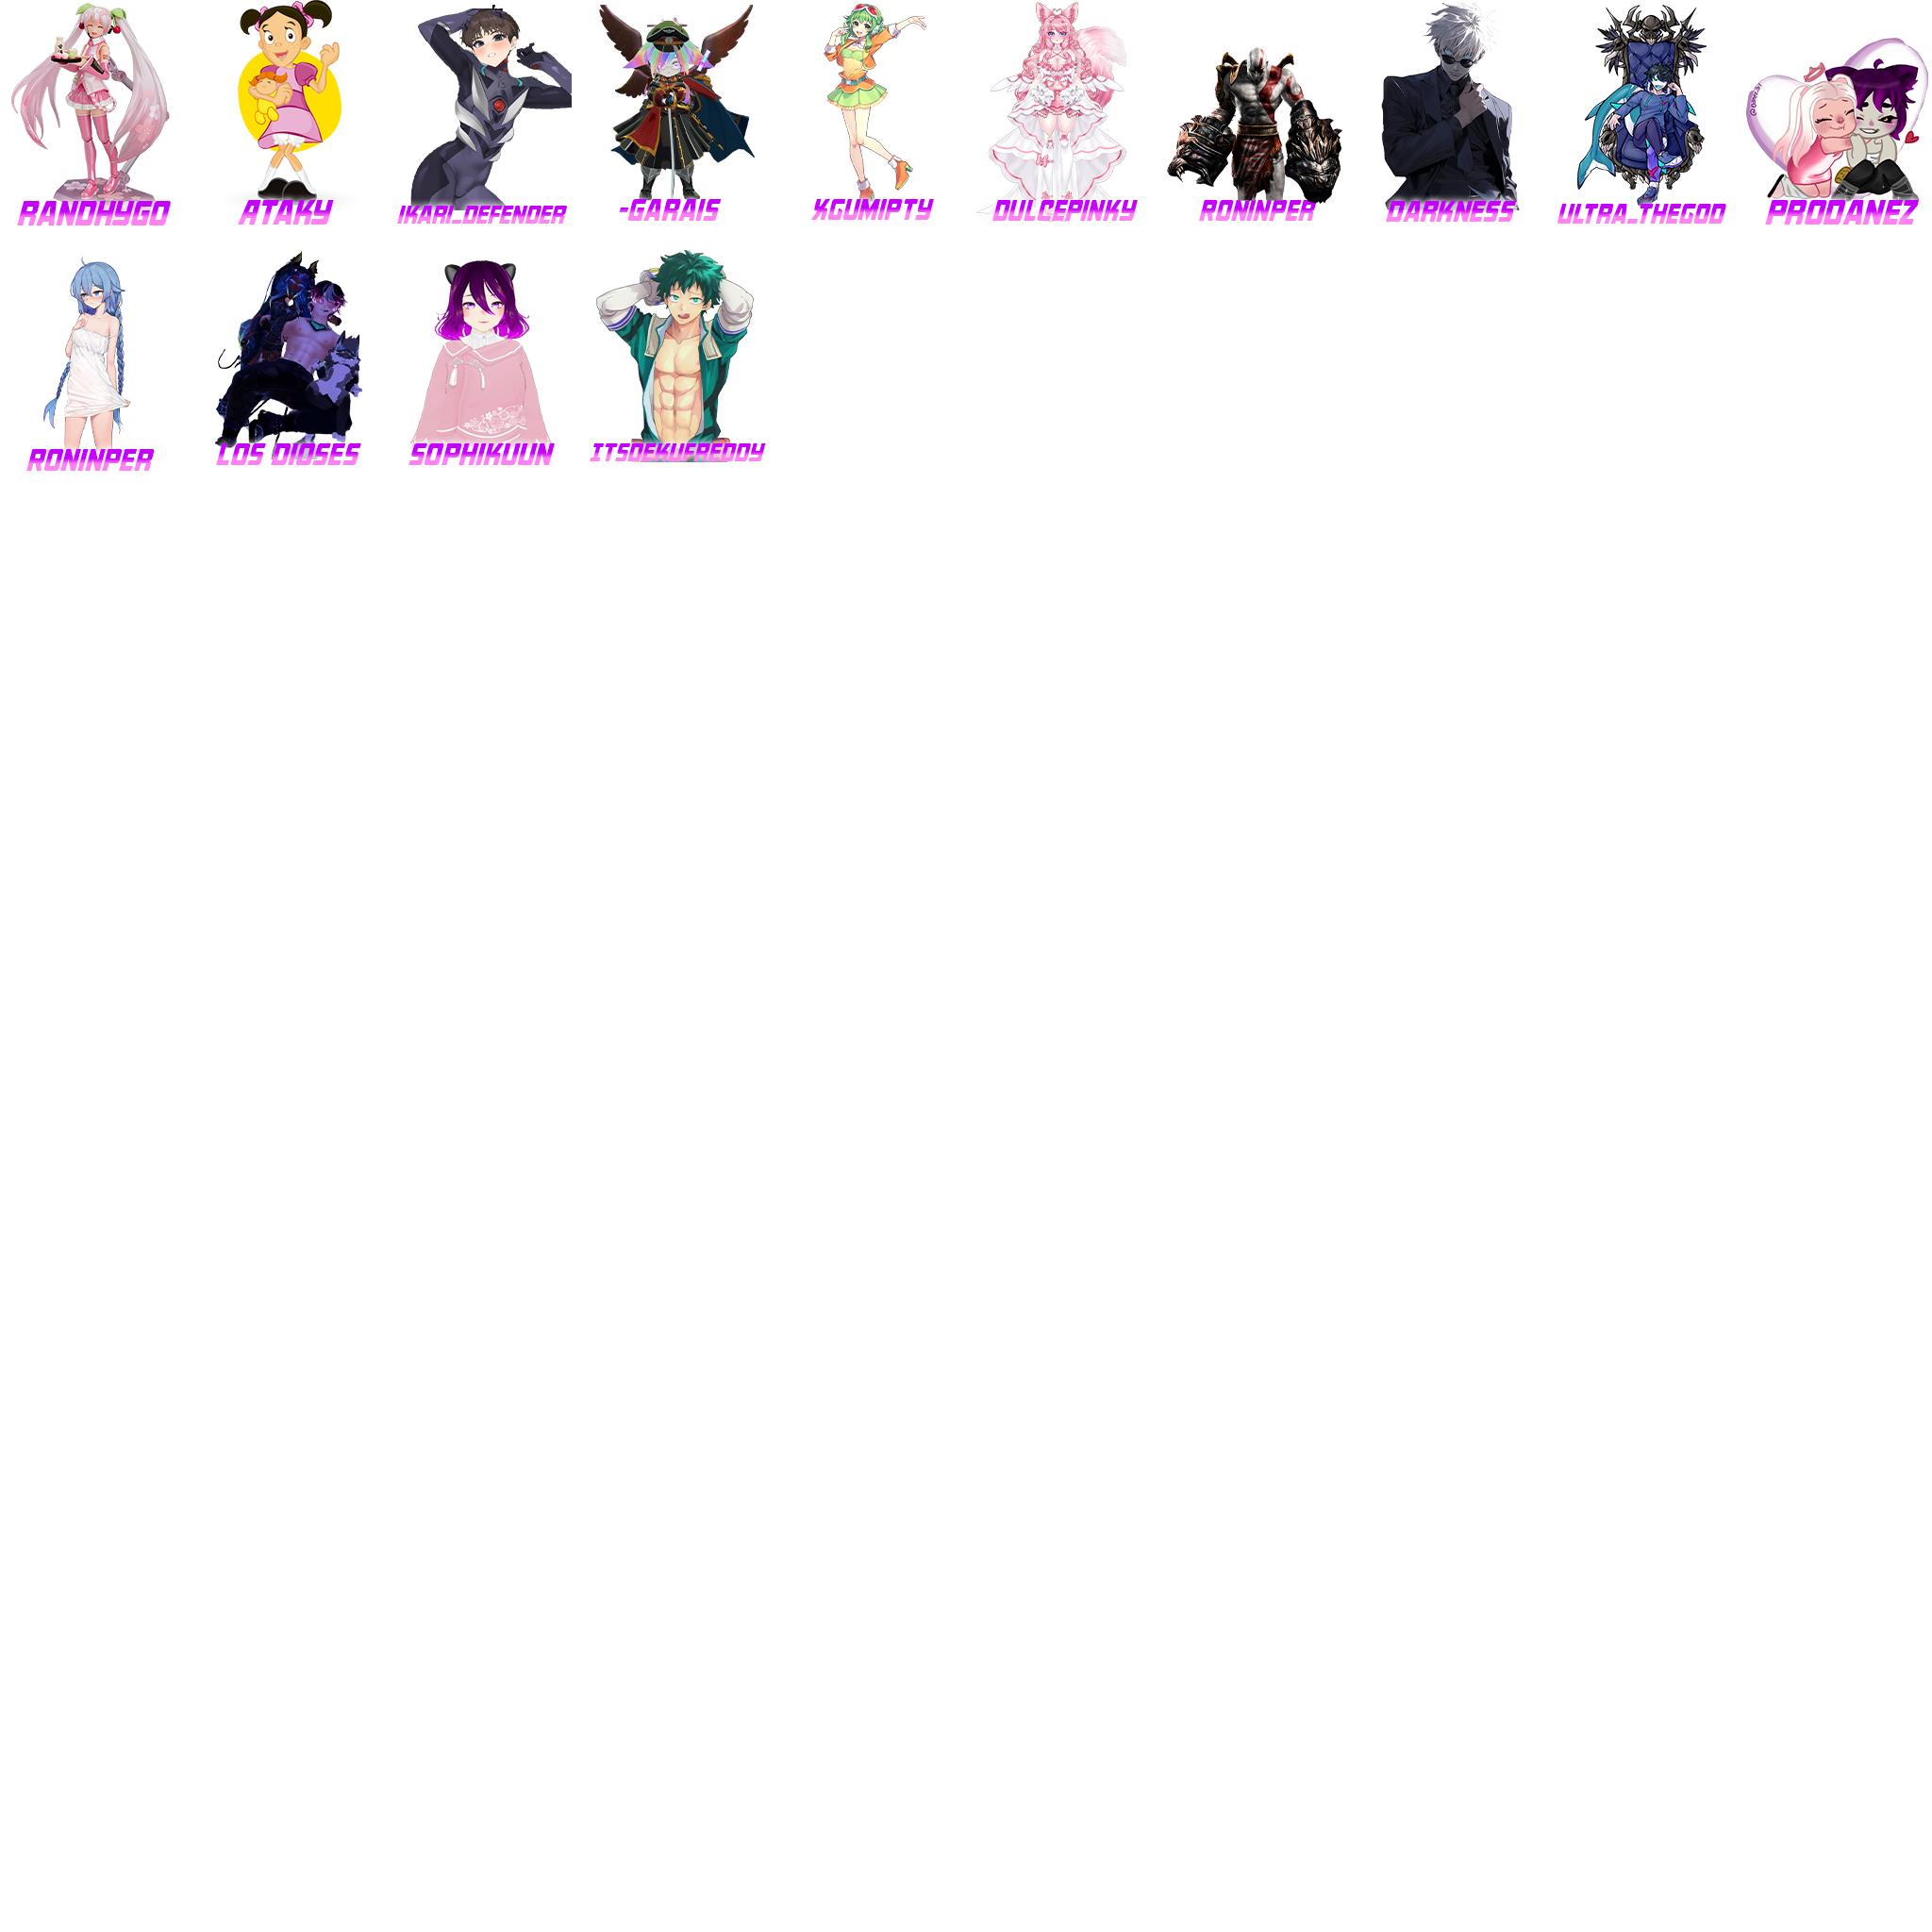 RANDHYGO
ATAKY
IKARI_DEFENDER
-GARAIS
XGUMIPTY
DULCEPINKY
RONINPER
DARKNESS
ULTRA_THEGOD
PRODANEZ
RONINPER
LOS DIOSES
SOPHIKUUN
ITSDEKUFREDDY